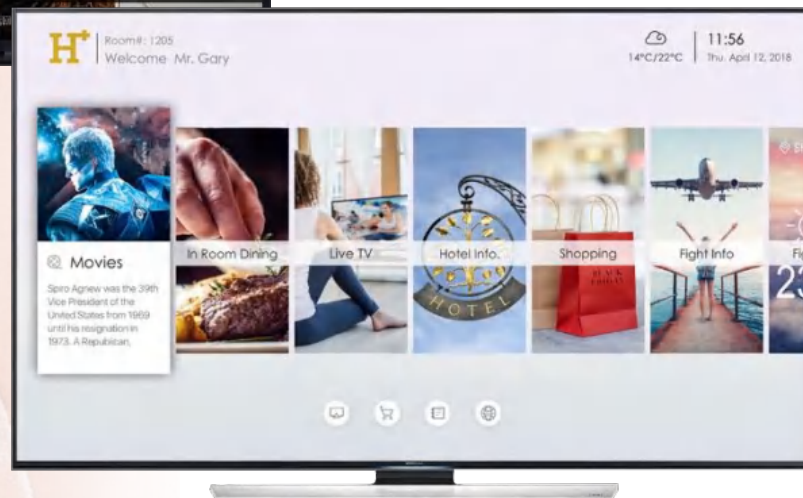 H+
Room#: 1205
Welcome Mr. Gary
14°C/22°C
11:56
Thu. April 12, 2018
Movies
Spiro Agnew was the 39th
Vice President of the
United States from 1969
until his resignation in
1973. A Republican,
In Room Dining
Live TV
Hotel Info.
HOTEL
Shopping
BLACK
FRIDAY
Fight Info